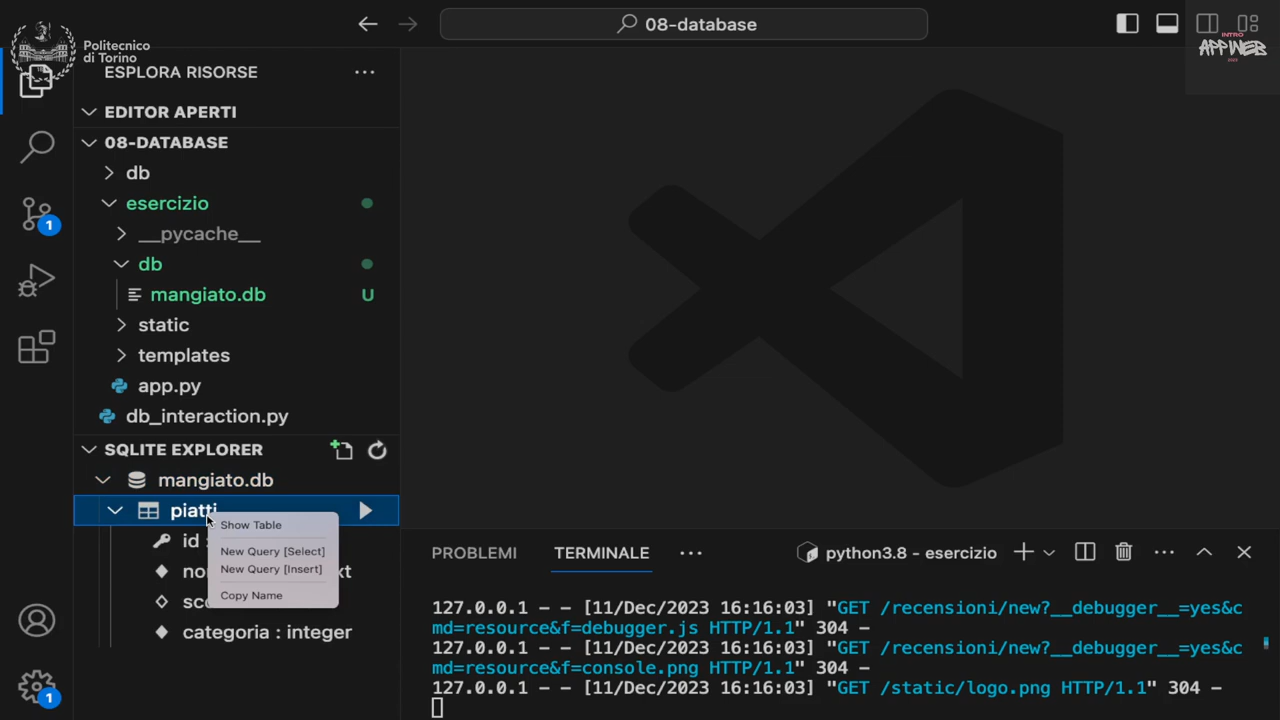 08-database
Politecnico
di Torino
INTRO
APPIWEB
ESPLORA RISORSE
EDITOR APERTI
08-DATABASE
db
esercizio
__pycache__
db
mangiato.db U
static
templates
app.py
db_interaction.py
SQLITE EXPLORER
mangiato.db
piatti
Show Table
New Query [Select]
New Query [Insert]
Copy Name
id
categoria : integer
1
1
PROBLEMI
TERMINALE
python3.8 - esercizio
127.0.0.1 - - [11/Dec/2023 16:16:03] "GET /recensioni/new?__debugger__=yes&c
md=resource&f=debugger.js HTTP/1.1" 304 -
127.0.0.1 - - [11/Dec/2023 16:16:03] "GET /recensioni/new?__debugger__=yes&c
md=resource&f=console.png HTTP/1.1" 304 -
127.0.0.1 - - [11/Dec/2023 16:16:03] "GET /static/logo.png HTTP/1.1" 304 -